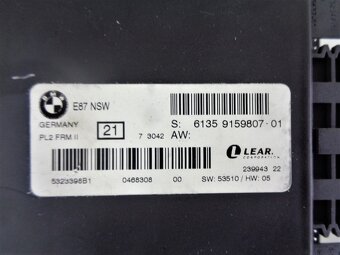 BMW
E87 NSW
GERMANY
PL2 FRM II
21
7 3042
S: 6135 9159807-01
AW:
LEAR.
CORPORATION
239943 22
5323398B1
0468308
00
SW: 53510 / HW: 05